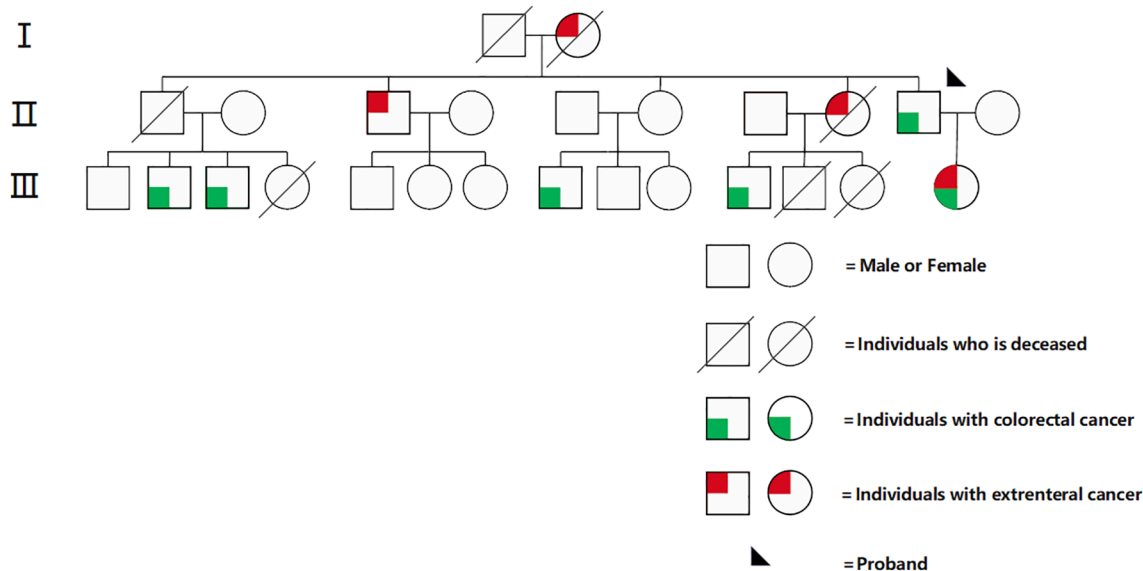 I
II
III
= Male or Female
= Individuals who is deceased
= Individuals with colorectal cancer
= Individuals with extrenteral cancer
= Proband